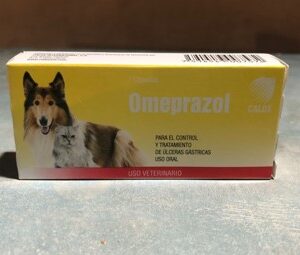 Omeprazol
CALOX
PARA EL CONTROL
Y TRATAMIENTO
DE ÚLCERAS GÁSTRICAS
USO ORAL
USO VETERINARIO